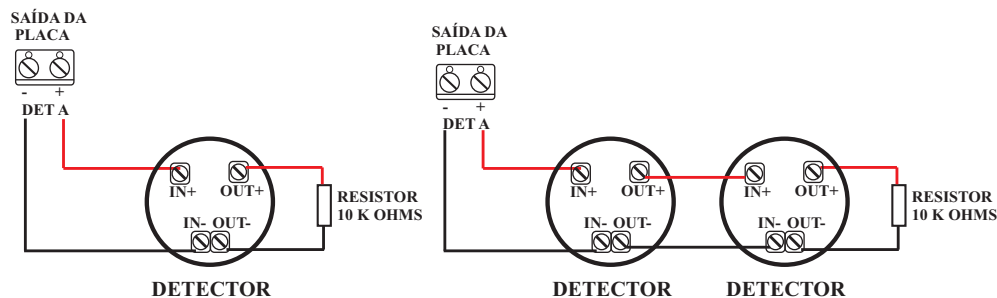 SAÍDA DA
PLACA
- +
DET A
IN+
OUT+
IN- OUT-
RESISTOR
10 K OHMS
DETECTOR
SAÍDA DA
PLACA
- +
DET A
IN+
OUT+
IN- OUT-
DETECTOR
IN+
OUT+
IN- OUT-
RESISTOR
10 K OHMS
DETECTOR